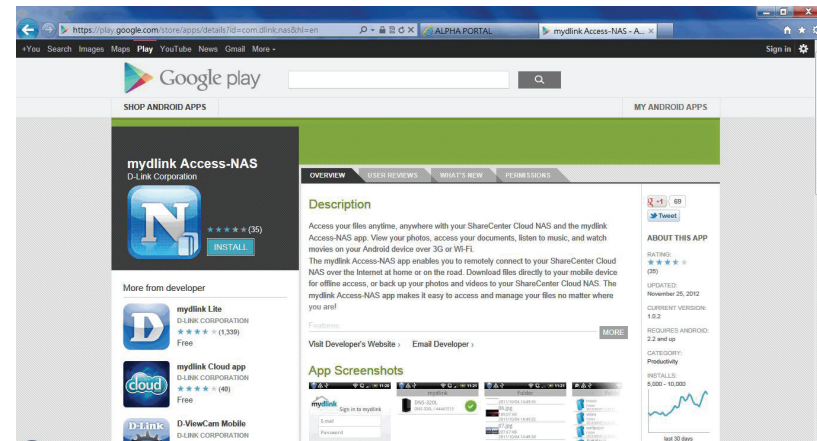 https://play.google.com/store/apps/details?id=com.dlink.nas&hl=en
ALPHA PORTAL
mydlink Access-NAS - A...
+You Search Images Maps Play YouTube News Gmail More
Sign in
Google play
SHOP ANDROID APPS
MY ANDROID APPS
mydlink Access-NAS
D-Link Corporation
N
(35)
INSTALL
OVERVIEW
USER REVIEWS
WHAT'S NEW
PERMISSIONS
Description
Access your files anytime, anywhere with your ShareCenter Cloud NAS and the mydlink
Access-NAS app. View your photos, access your documents, listen to music, and watch
movies on your Android device over 3G or Wi-Fi.
The mydlink Access-NAS app enables you to remotely connect to your ShareCenter Cloud
NAS over the Internet at home or on the road. Download files directly to your mobile device
for offline access, or back up your photos and videos to your ShareCenter Cloud NAS. The
mydlink Access-NAS app makes it easy to access and manage your files no matter where
you are!
Features:
MORE
Visit Developer's Website ›
Email Developer ›
App Screenshots
mydlink
Sign in to mydlink
E-mail
Password
mydlink
DNS-320L
Folder
More from developer
mydlink Lite
D-LINK CORPORATION
(1,339)
Free
mydlink Cloud app
D-LINK CORPORATION
(40)
Free
cloud
D-Link
D-ViewCam Mobile
D-LINK CORPORATION
+1
69
Tweet
ABOUT THIS APP
RATING:
(35)
UPDATED:
November 25, 2012
CURRENT VERSION:
1.0.2
REQUIRES ANDROID:
2.2 and up
CATEGORY:
Productivity
INSTALLS:
5,000 - 10,000
last 30 days